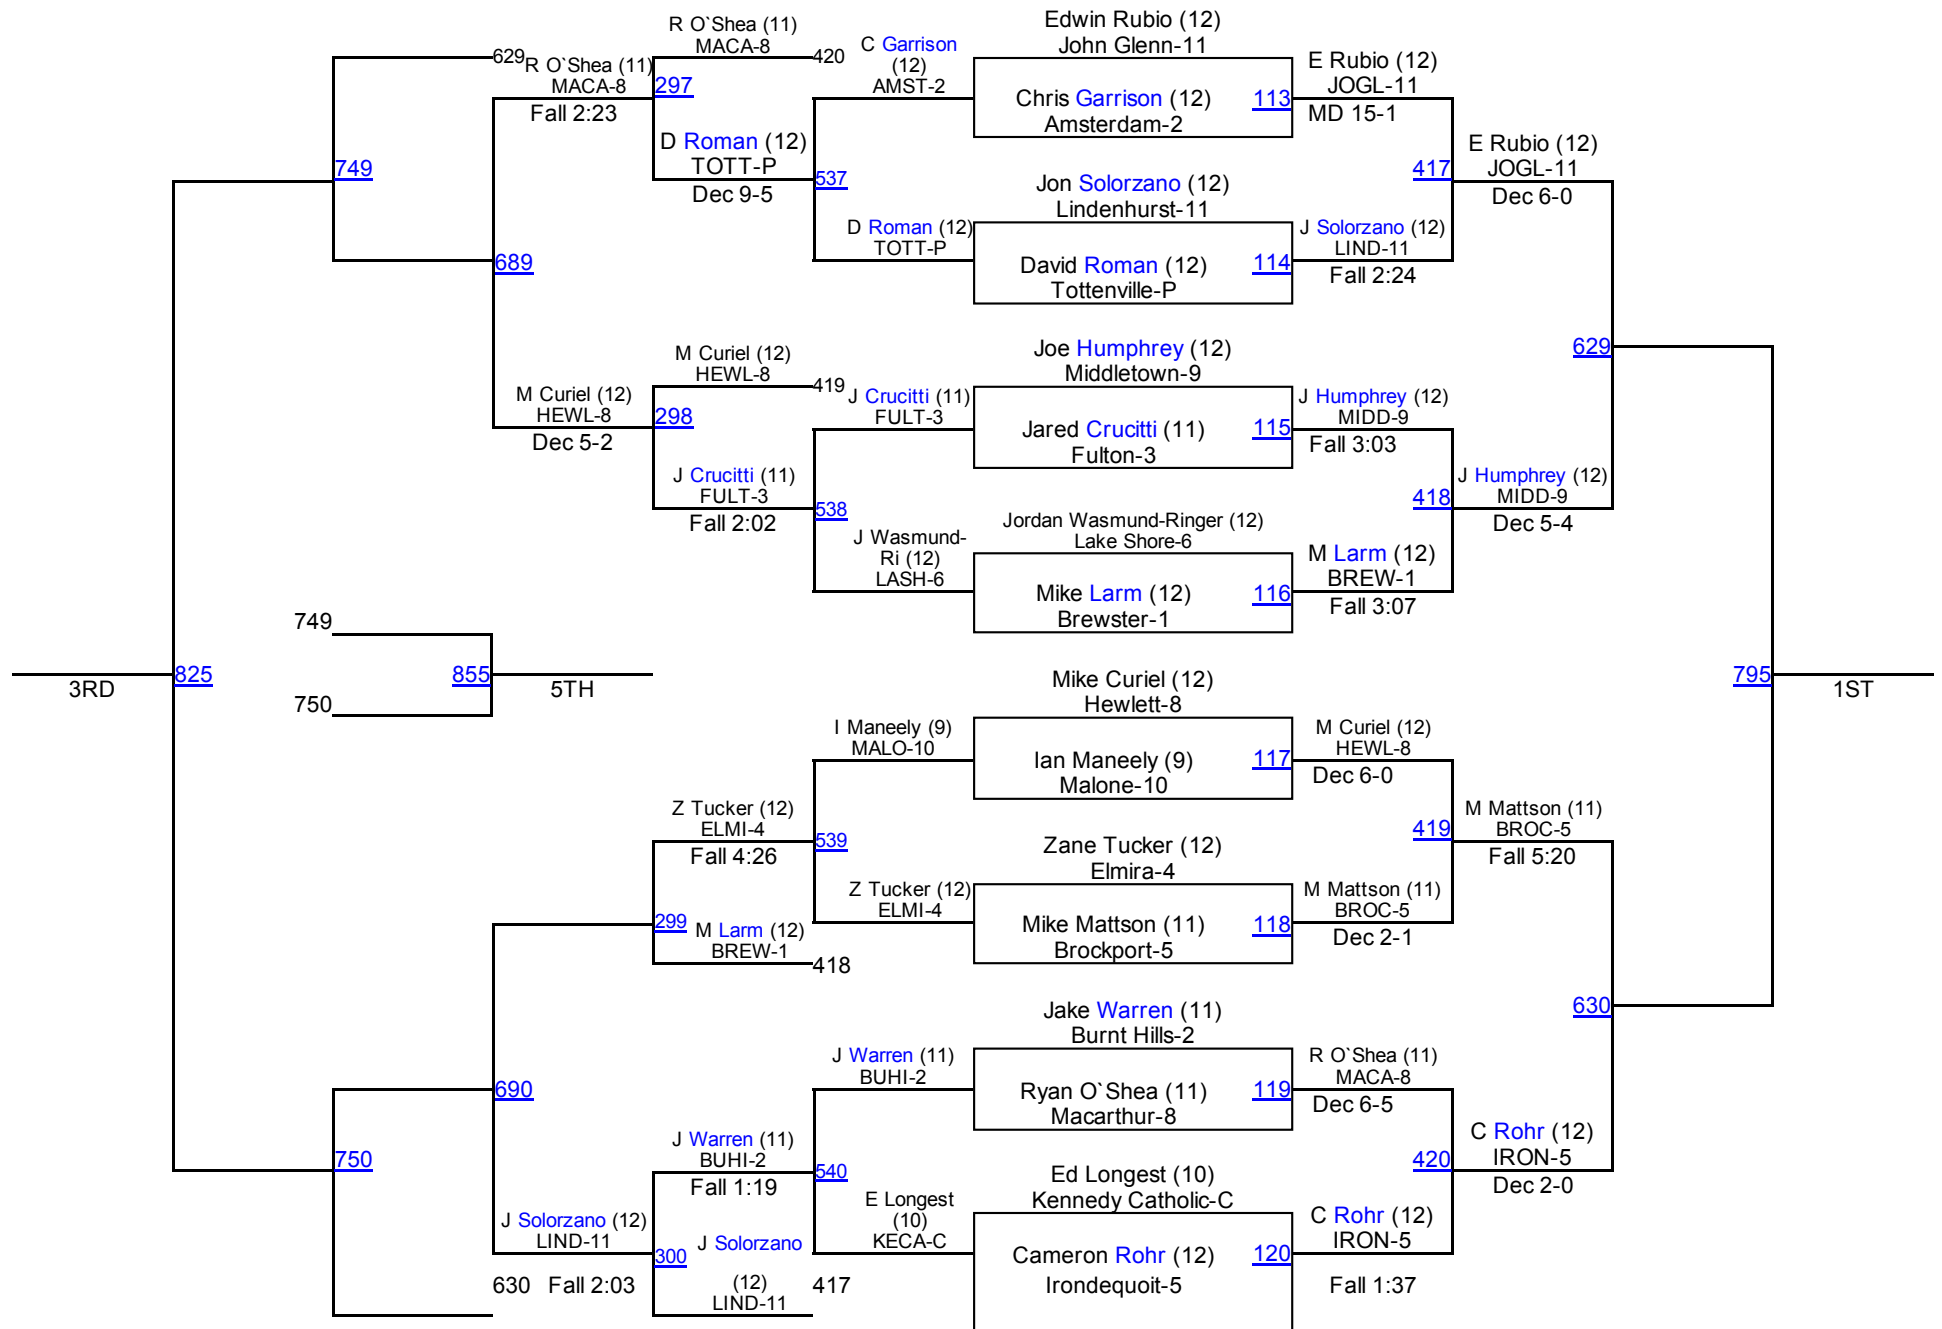 R O`Shea (11)
MACA-8
629
R O`Shea (11)
MACA-8
Fall 2:23
297
420
C Garrison
(12)
AMST-2
Edwin Rubio (12)
John Glenn-11
Chris Garrison (12)
Amsterdam-2
113
E Rubio (12)
JOGL-11
MD 15-1
D Roman (12)
TOTT-P
Dec 9-5
537
749
689
417
E Rubio (12)
JOGL-11
Dec 6-0
Jon Solorzano (12)
Lindenhurst-11
D Roman (12)
TOTT-P
David Roman (12)
Tottenville-P
114
J Solorzano (12)
LIND-11
Fall 2:24
M Curiel (12)
HEWL-8
419
Joe Humphrey (12)
Middletown-9
629
M Curiel (12)
HEWL-8
Dec 5-2
298
J Crucitti (11)
FULT-3
Jared Crucitti (11)
Fulton-3
115
J Humphrey (12)
MIDD-9
Fall 3:03
J Crucitti (11)
FULT-3
Fall 2:02
538
418
J Humphrey (12)
MIDD-9
Dec 5-4
Jordan Wasmund-Ringer (12)
Lake Shore-6
J Wasmund-
Ri (12)
LASH-6
Mike Larm (12)
Brewster-1
116
M Larm (12)
BREW-1
Fall 3:07
749
3RD
825
855
5TH
750
795
1ST
Mike Curiel (12)
Hewlett-8
I Maneely (9)
MALO-10
Ian Maneely (9)
Malone-10
117
M Curiel (12)
HEWL-8
Dec 6-0
Z Tucker (12)
ELMI-4
Fall 4:26
539
419
M Mattson (11)
BROC-5
Fall 5:20
Zane Tucker (12)
Elmira-4
Z Tucker (12)
ELMI-4
Mike Mattson (11)
Brockport-5
118
M Mattson (11)
BROC-5
Dec 2-1
299
M Larm (12)
BREW-1
418
Jake Warren (11)
Burnt Hills-2
630
690
J Warren (11)
BUHI-2
Ryan O`Shea (11)
Macarthur-8
119
R O`Shea (11)
MACA-8
Dec 6-5
750
J Warren (11)
BUHI-2
Fall 1:19
540
420
C Rohr (12)
IRON-5
Dec 2-0
Ed Longest (10)
Kennedy Catholic-C
J Solorzano (12)
LIND-11
630
Fall 2:03
300
J Solorzano
(12)
LIND-11
417
E Longest
(10)
KECA-C
Cameron Rohr (12)
Irondequoit-5
120
C Rohr (12)
IRON-5
Fall 1:37